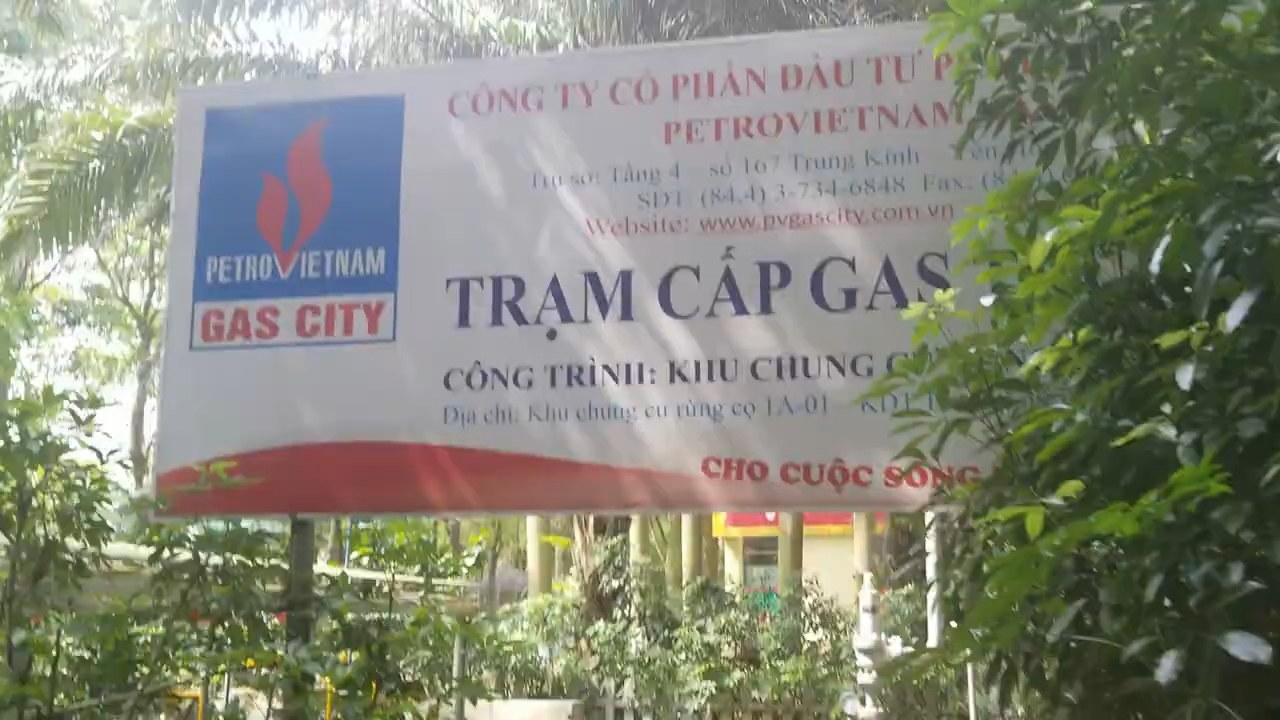 PETROVIETNAM
GAS CITY
CÔNG TY CỔ PHẦN ĐẦU TƯ
PETROVIETNAM
Trụ sở: Tầng 4 số 167 Trung Kính
SĐT: (84.4) 3-734-6848 Fax:
Website: www.pvgascity.com.vn
TRẠM CẤP GAS
CÔNG TRÌNH: KHU CHUNG
Địa chỉ: Khu chung cư rừng cọ 1A-01
CHO CUỘC SỐNG